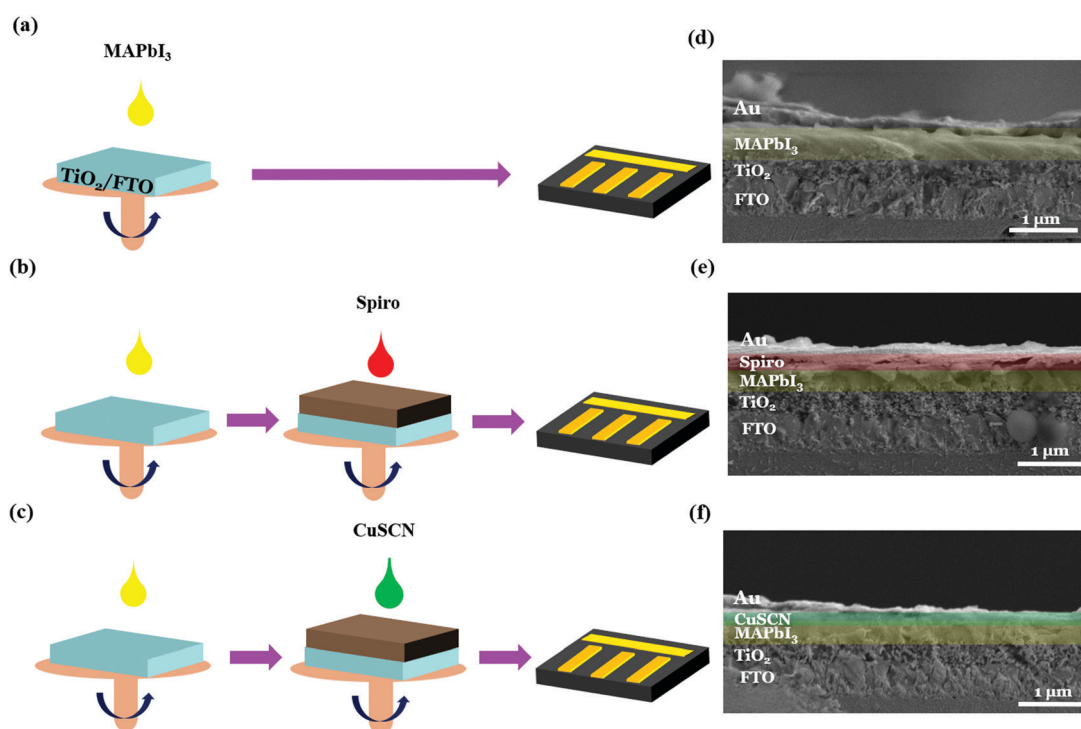 (a)
MAPbI₃
TiO₂/FTO
(d)
Au
MAPbI₃
TiO₂
FTO
1 µm
(b)
Spiro
(e)
Au
Spiro
MAPbI₃
TiO₂
FTO
1 µm
(c)
CuSCN
(f)
Au
CuSCN
MAPbI₃
TiO₂
FTO
1 µm